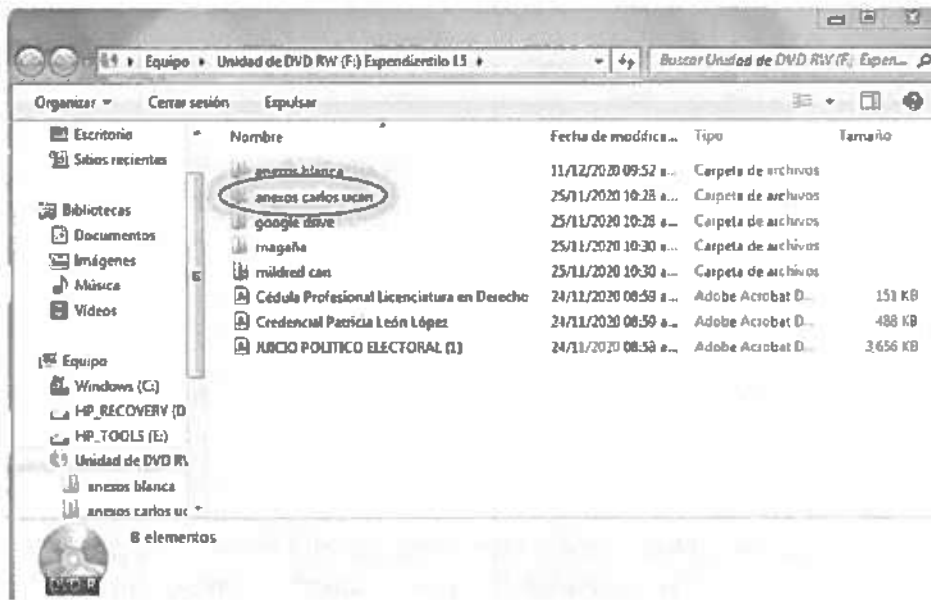 Equipo ▸ Unidad de DVD RW (F:) Expendientilo 15 ▸ Buscar Unidad de DVD RW (F:) Expen...
Organizar Cerrar sesión Expulsar
Escritorio
Sitios recientes
Bibliotecas
Documentos
Imágenes
Música
Vídeos
Equipo
Windows (C:)
HP_RECOVERY (D
HP_TOOLS (E:)
Unidad de DVD RW
anexos blanca
anexos carlos uc
Nombre Fecha de modifica... Tipo Tamaño
anexos blanca 11/12/2020 09:52 a... Carpeta de archivos
anexos carlos ucan 25/11/2020 10:28 a... Carpeta de archivos
google drive 25/11/2020 10:28 a... Carpeta de archivos
magaña 25/11/2020 10:30 a... Carpeta de archivos
mildred can 25/11/2020 10:30 a... Carpeta de archivos
Cédula Profesional Licenciatura en Derecho 24/11/2020 08:59 a... Adobe Acrobat D... 151 KB
Credencial Patricia León López 24/11/2020 08:59 a... Adobe Acrobat D... 488 KB
JUICIO POLITICO ELECTORAL (1) 24/11/2020 08:58 a... Adobe Acrobat D... 3,656 KB
8 elementos
DVD-R